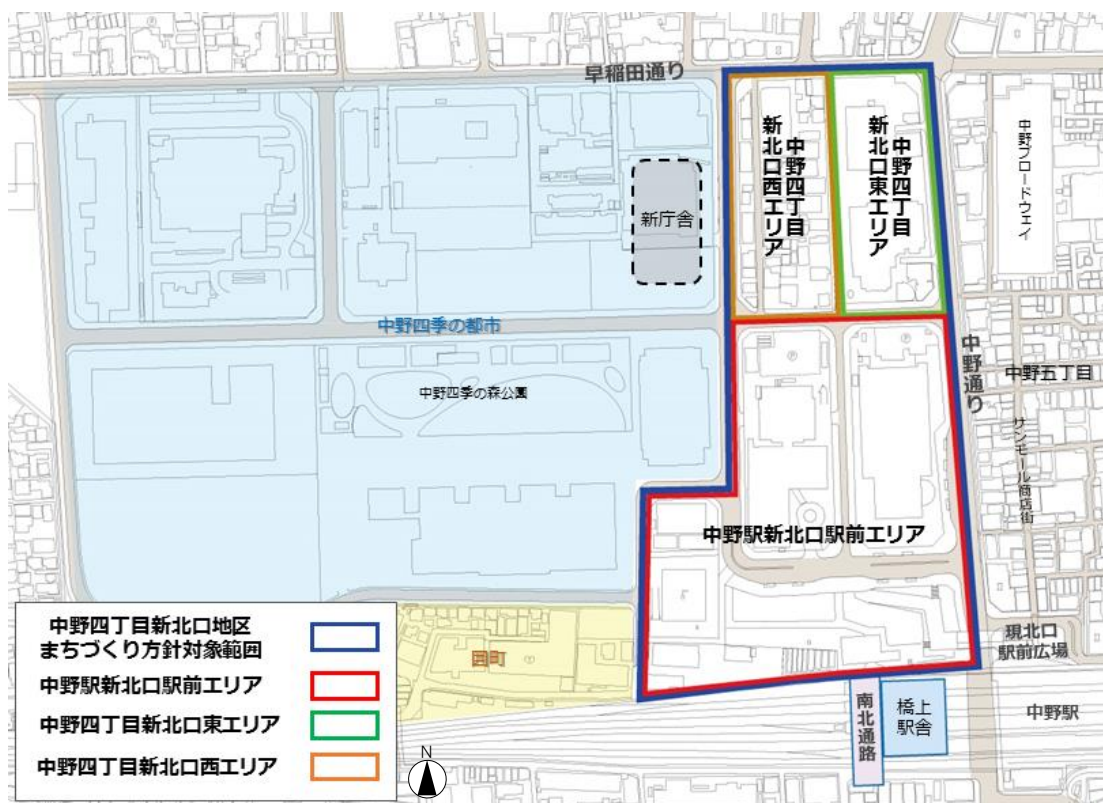 早稲田通り
中野四丁目
新北口西エリア
中野四丁目
新北口東エリア
中野ブロードウェイ
新庁舎
中野四季の都市
中野四季の森公園
中野通り
中野五丁目
サンモール商店街
中野駅新北口駅前エリア
囲町
現北口
駅前広場
南北通路
橋上
駅舎
中野駅
中野四丁目新北口地区
まちづくり方針対象範囲
中野駅新北口駅前エリア
中野四丁目新北口東エリア
中野四丁目新北口西エリア
N